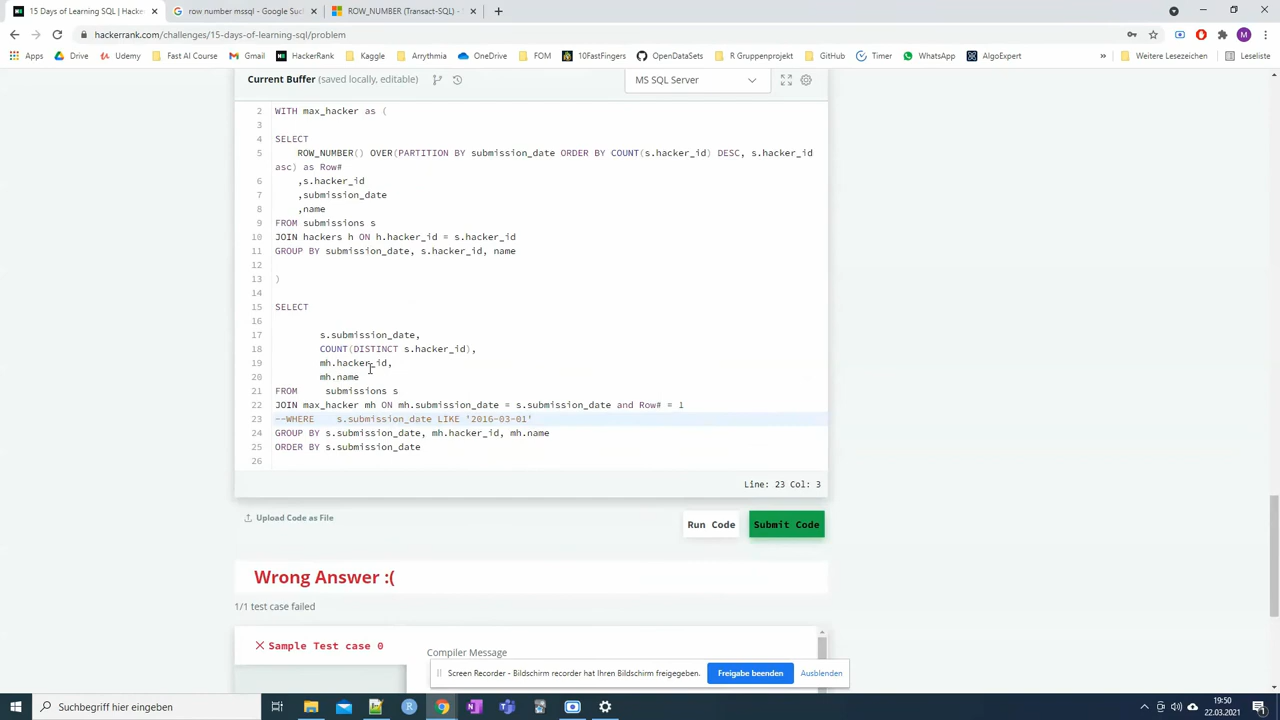 15 Days of Learning SQL | Hacker
row number mssql - Google Such
ROW_NUMBER (Transact-SQL) -
hackerrank.com/challenges/15-days-of-learning-sql/problem
M
Apps Drive Udemy Fast AI Course Gmail HackerRank Kaggle Arrythmia OneDrive FOM 10FastFingers OpenDataSets R Gruppenprojekt GitHub Timer WhatsApp AlgoExpert » Weitere Lesezeichen Leseliste
Current Buffer (saved locally, editable) MS SQL Server
2 WITH max_hacker as (
3
4 SELECT
5 ROW_NUMBER() OVER(PARTITION BY submission_date ORDER BY COUNT(s.hacker_id) DESC, s.hacker_id
asc) as Row#
6 ,s.hacker_id
7 ,submission_date
8 ,name
9 FROM submissions s
10 JOIN hackers h ON h.hacker_id = s.hacker_id
11 GROUP BY submission_date, s.hacker_id, name
12
13 )
14
15 SELECT
16
17 s.submission_date,
18 COUNT(DISTINCT s.hacker_id),
19 mh.hacker_id,
20 mh.name
21 FROM submissions s
22 JOIN max_hacker mh ON mh.submission_date = s.submission_date and Row# = 1
23 --WHERE s.submission_date LIKE '2016-03-01'
24 GROUP BY s.submission_date, mh.hacker_id, mh.name
25 ORDER BY s.submission_date
26
Line: 23 Col: 3
Upload Code as File Run Code Submit Code
Wrong Answer :(
1/1 test case failed
Sample Test case 0
Compiler Message
Screen Recorder - Bildschirm recorder hat Ihren Bildschirm freigegeben. Freigabe beenden Ausblenden
Suchbegriff hier eingeben
19:50
22.03.2021